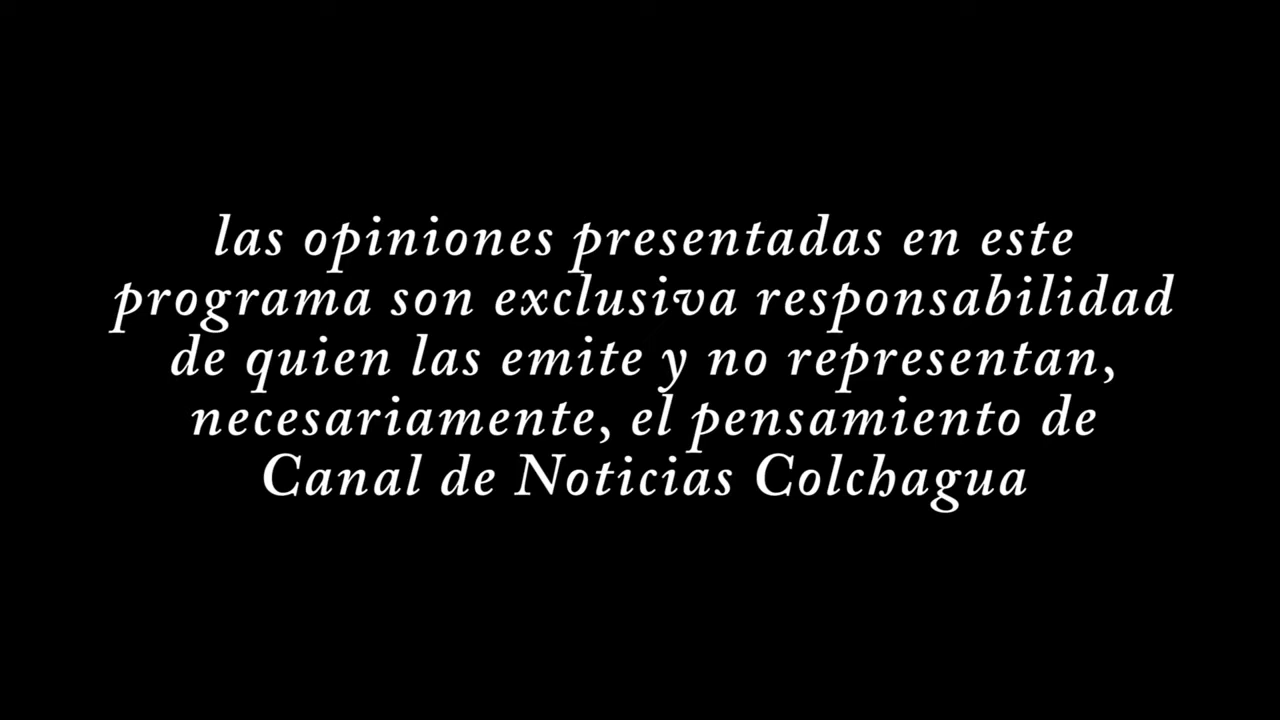 las opiniones presentadas en este
programa son exclusiva responsabilidad
de quien las emite y no representan,
necesariamente, el pensamiento de
Canal de Noticias Colchagua